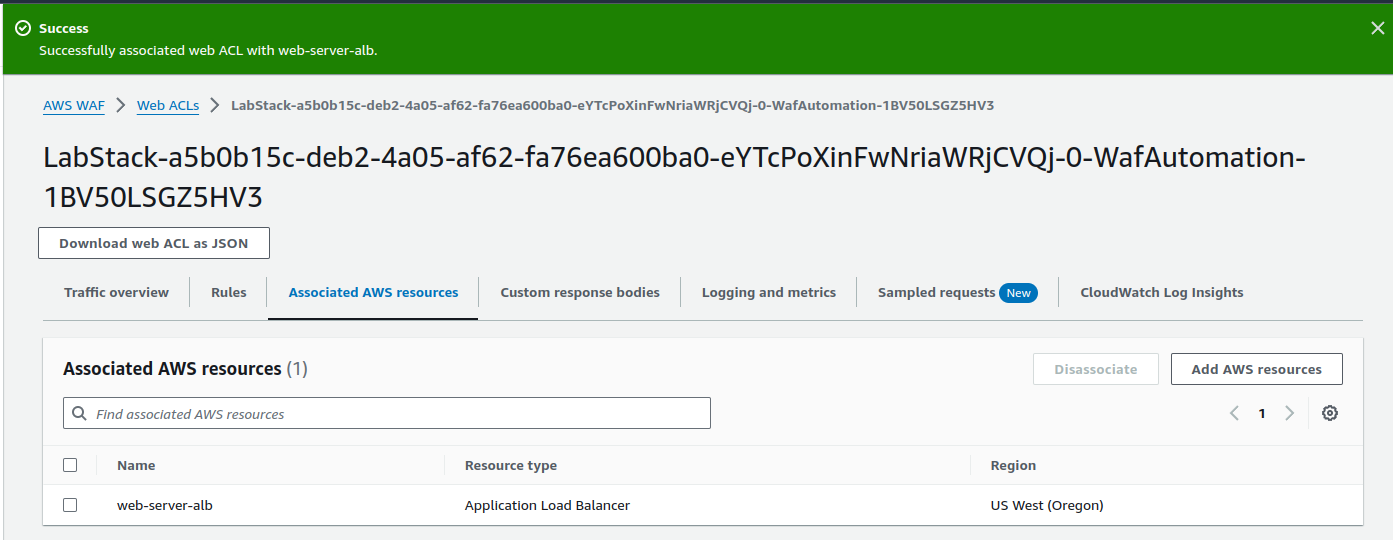 Success
Successfully associated web ACL with web-server-alb.
AWS WAF Web ACLs LabStack-a5b0b15c-deb2-4a05-af62-fa76ea600ba0-eYTcPoXinFwNriaWRjCVQj-0-WafAutomation-1BV50LSGZ5HV3
LabStack-a5b0b15c-deb2-4a05-af62-fa76ea600ba0-eYTcPoXinFwNriaWRjCVQj-0-WafAutomation-
1BV50LSGZ5HV3
Download web ACL as JSON
Traffic overview Rules Associated AWS resources Custom response bodies Logging and metrics Sampled requests New CloudWatch Log Insights
Associated AWS resources (1) Disassociate Add AWS resources
Find associated AWS resources 1
Name Resource type Region
web-server-alb Application Load Balancer US West (Oregon)